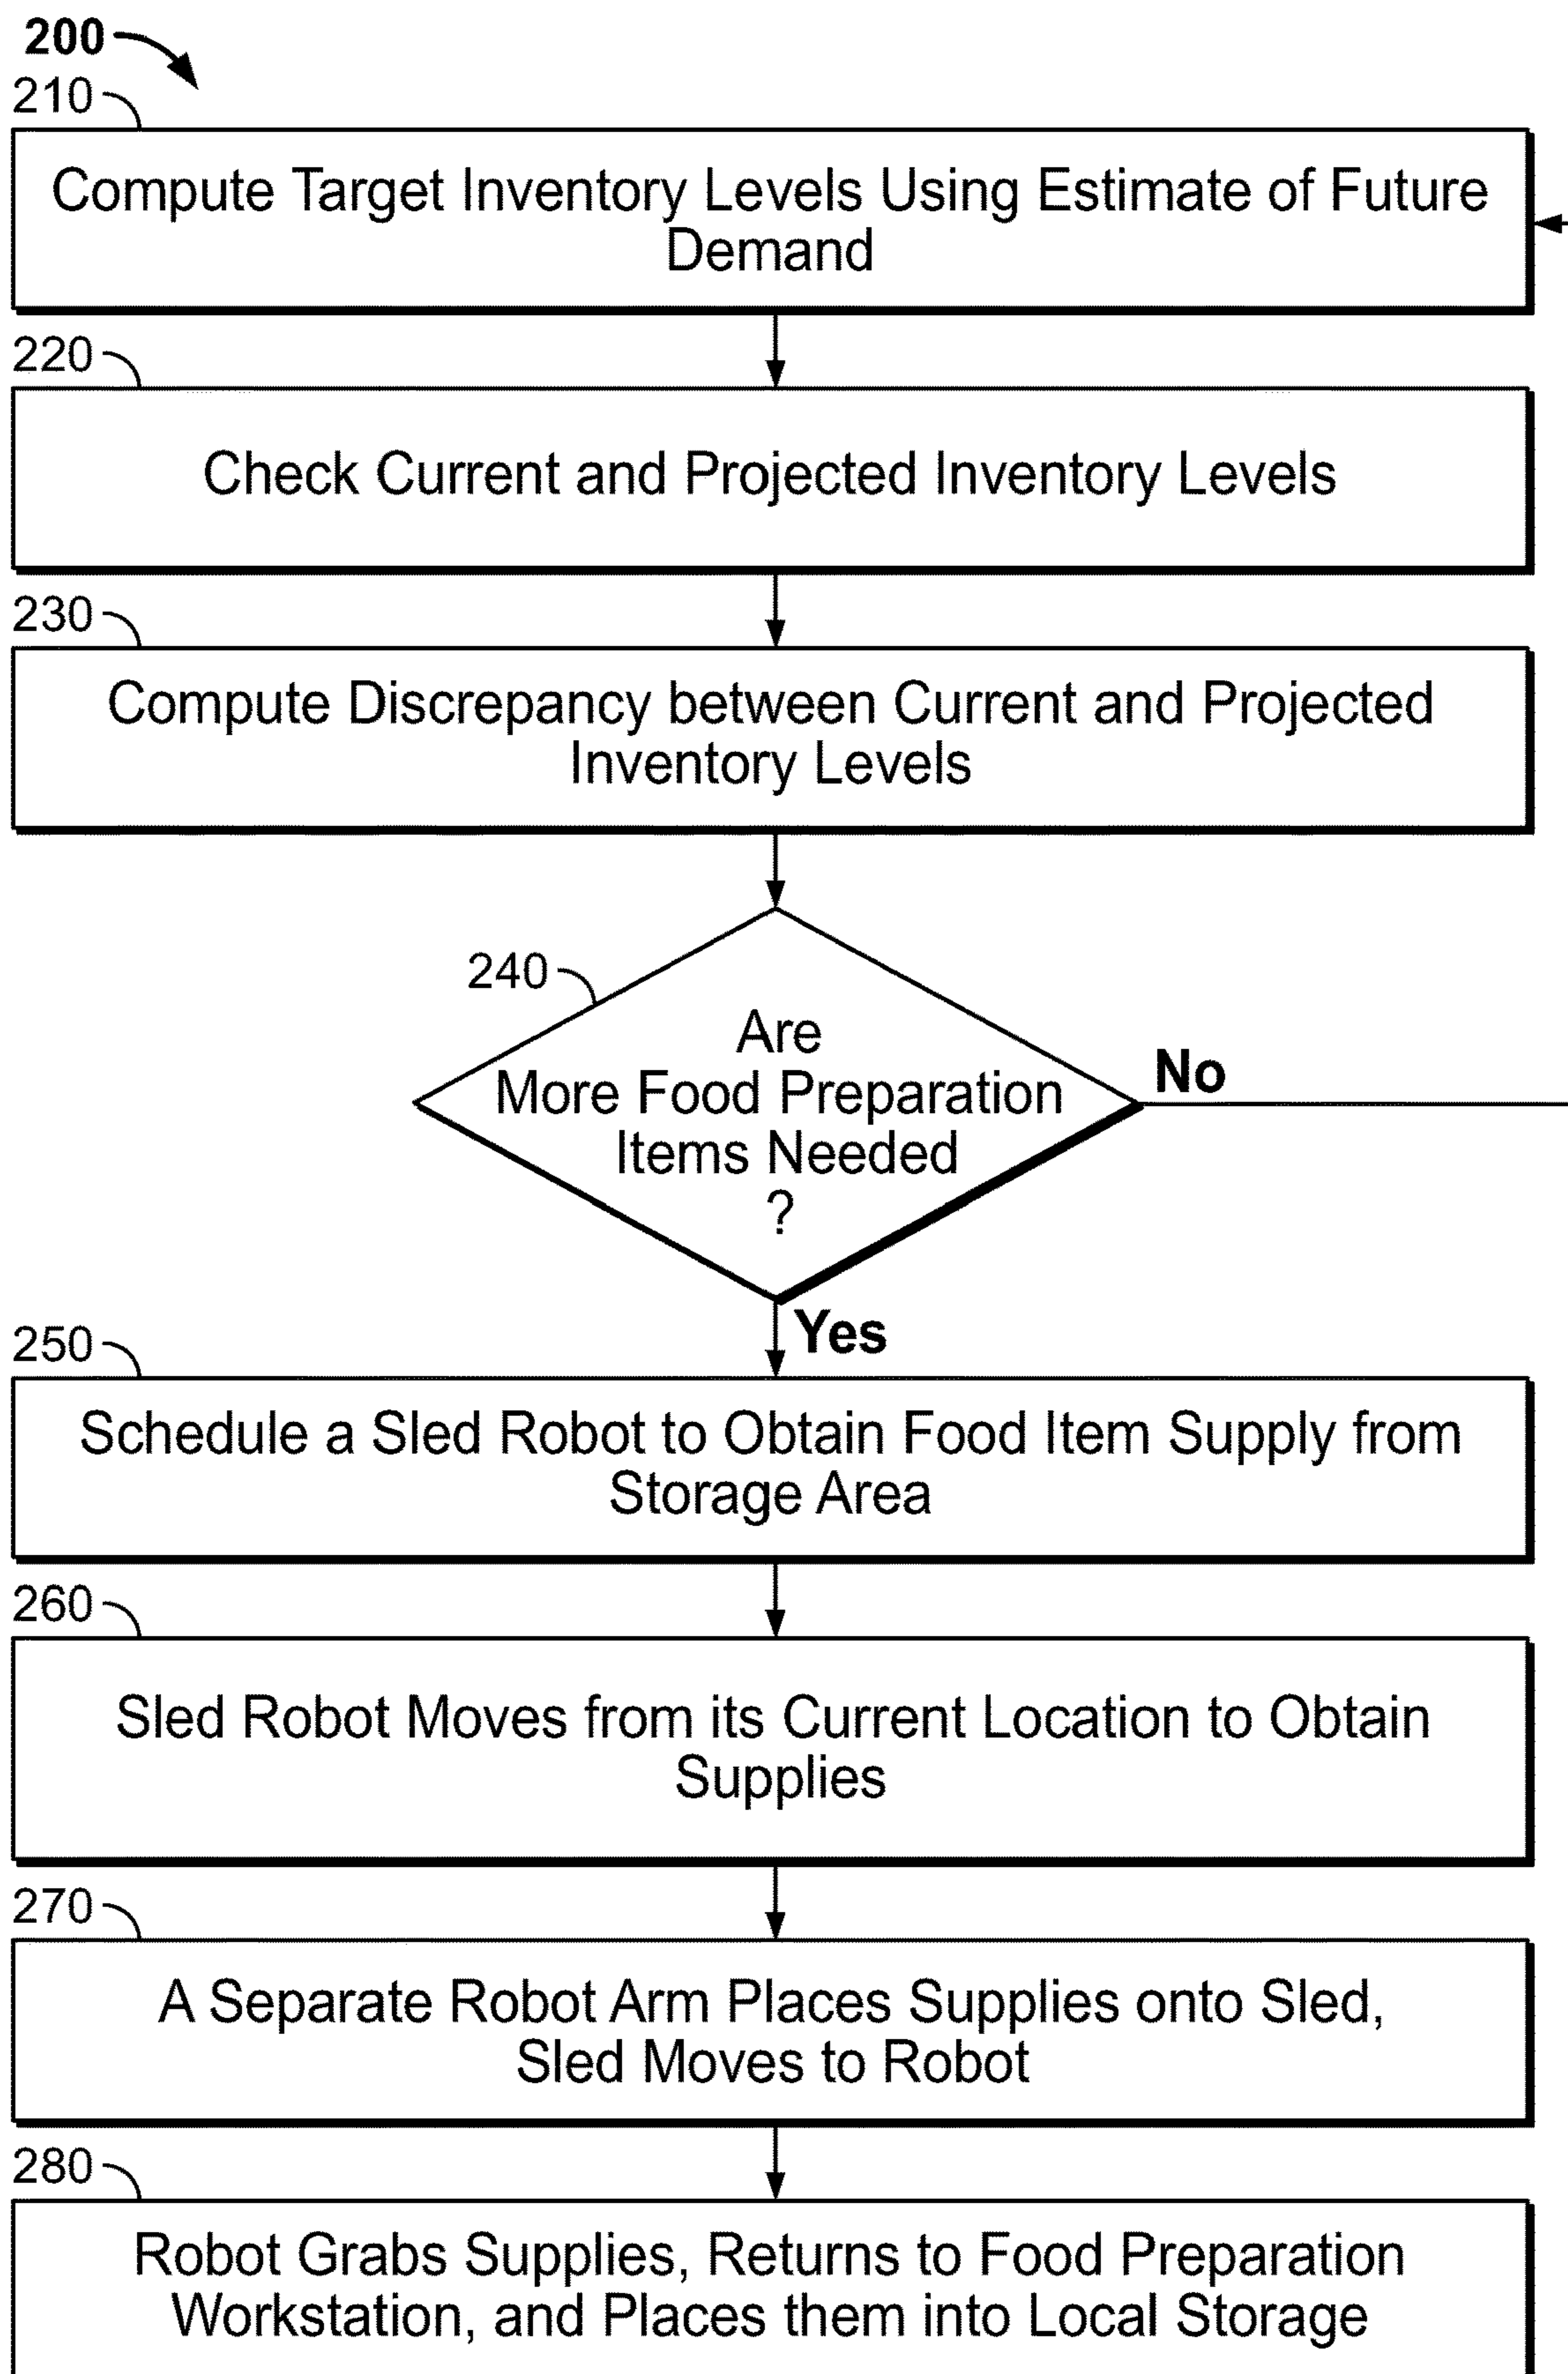 200
210
Compute Target Inventory Levels Using Estimate of Future
Demand
220
Check Current and Projected Inventory Levels
230
Compute Discrepancy between Current and Projected
Inventory Levels
240
Are
More Food Preparation
Items Needed
?
No
Yes
250
Schedule a Sled Robot to Obtain Food Item Supply from
Storage Area
260
Sled Robot Moves from its Current Location to Obtain
Supplies
270
A Separate Robot Arm Places Supplies onto Sled,
Sled Moves to Robot
280
Robot Grabs Supplies, Returns to Food Preparation
Workstation, and Places them into Local Storage